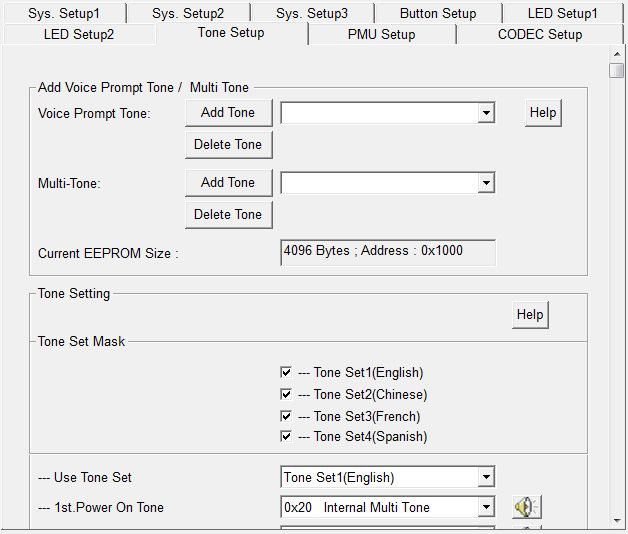 Sys. Setup1 Sys. Setup2 Sys. Setup3 Button Setup LED Setup1
LED Setup2 Tone Setup PMU Setup CODEC Setup
Add Voice Prompt Tone / Multi Tone
Voice Prompt Tone: Add Tone Help
Delete Tone
Multi-Tone: Add Tone
Delete Tone
Current EEPROM Size : 4096 Bytes ; Address : 0x1000
Tone Setting
Help
Tone Set Mask
--- Tone Set1(English)
--- Tone Set2(Chinese)
--- Tone Set3(French)
--- Tone Set4(Spanish)
--- Use Tone Set Tone Set1(English)
--- 1st.Power On Tone 0x20 Internal Multi Tone